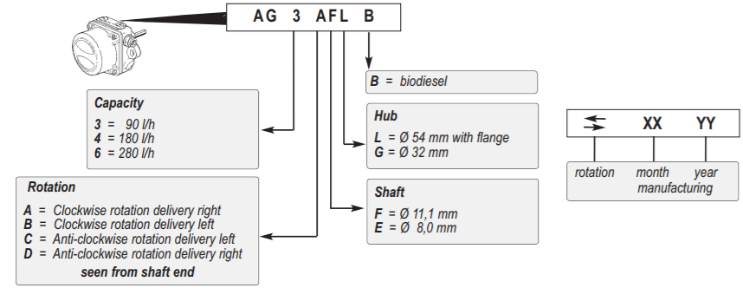 AG 3 AFL B
B = biodiesel
Capacity
3 = 90 l/h
4 = 180 l/h
6 = 280 l/h
Hub
L = Ø 54 mm with flange
G = Ø 32 mm
XX YY
rotation month year
manufacturing
Rotation
A = Clockwise rotation delivery right
B = Clockwise rotation delivery left
C = Anti-clockwise rotation delivery left
D = Anti-clockwise rotation delivery right
seen from shaft end
Shaft
F = Ø 11,1 mm
E = Ø 8,0 mm